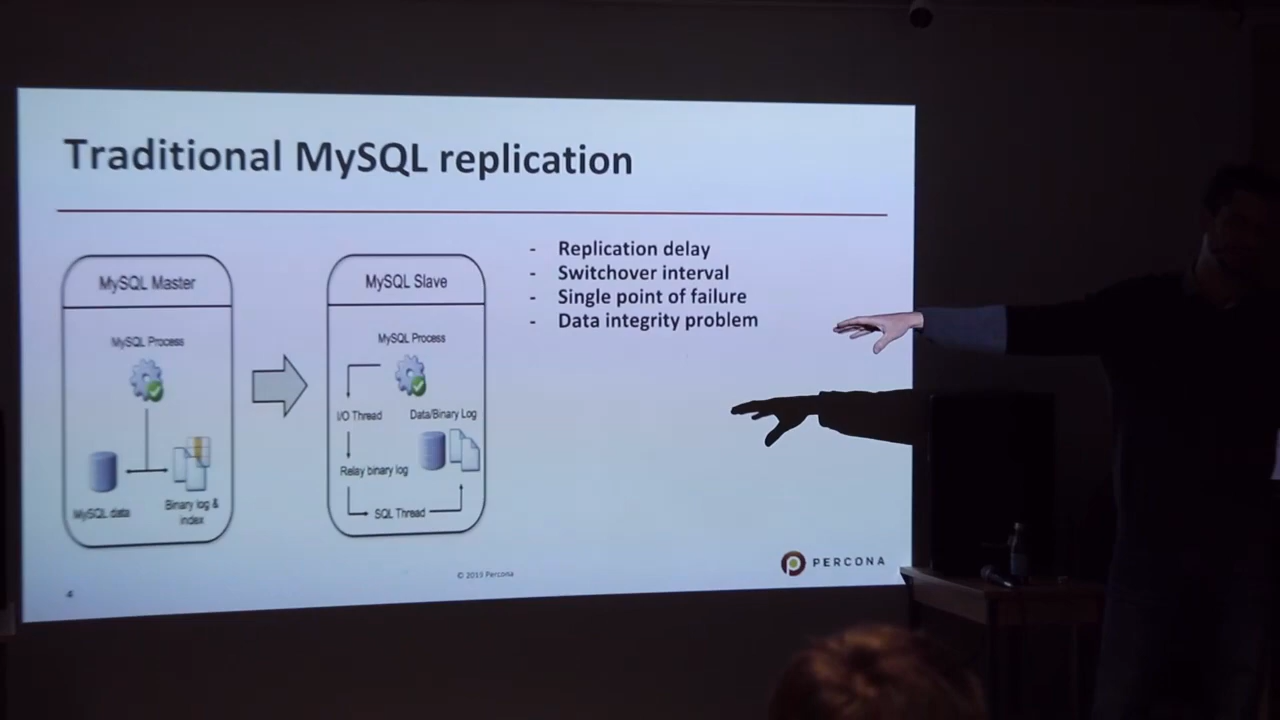 Traditional MySQL replication
- Replication delay
- Switchover interval
- Single point of failure
- Data integrity problem
MySQL Master
MySQL Process
MySQL data
Binary log &
index
MySQL Slave
MySQL Process
I/O Thread
Data/Binary Log
Relay binary log
SQL Thread
© 2019 Percona
PERCONA
4